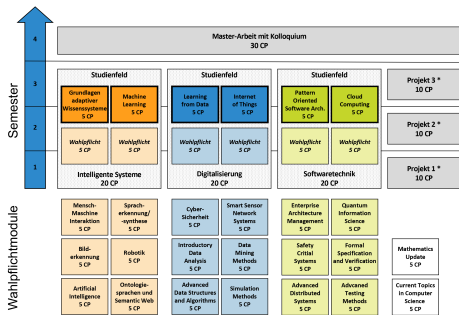 4
Master-Arbeit mit Kolloquium
30 CP
Semester
3
2
1
Studienfeld
Grundlagen
adaptiver
Wissenssysteme
5 CP
Machine
Learning
5 CP
Wahlpflicht
5 CP
Wahlpflicht
5 CP
Intelligente Systeme
20 CP
Studienfeld
Learning
from Data
5 CP
Internet
of Things
5 CP
Wahlpflicht
5 CP
Wahlpflicht
5 CP
Digitalisierung
20 CP
Studienfeld
Pattern
Oriented
Software Arch.
5 CP
Cloud
Computing
5 CP
Wahlpflicht
5 CP
Wahlpflicht
5 CP
Softwaretechnik
20 CP
Projekt 3 *
10 CP
Projekt 2 *
10 CP
Projekt 1 *
10 CP
Wahlpflichtmodule
Mensch-
Maschine
Interaktion
5 CP
Sprach-
erkennung/
-synthese
5 CP
Bild-
erkennung
5 CP
Robotik
5 CP
Artificial
Intelligence
5 CP
Ontologie-
sprachen und
Semantic Web
5 CP
Cyber-
Sicherheit
5 CP
Smart Sensor
Network
Systems
5 CP
Introductory
Data
Analysis
5 CP
Data
Mining
Methods
5 CP
Advanced
Data Structures
and Algorithms
5 CP
Simulation
Methods
5 CP
Enterprise
Architecture
Management
5 CP
Quantum
Information
Science
5 CP
Safety
Critial
Systems
5 CP
Formal
Specification
and Verification
5 CP
Advanced
Distributed
Systems
5 CP
Advanced
Testing
Methods
5 CP
Mathematics
Update
5 CP
Current Topics
in Computer
Science
5 CP